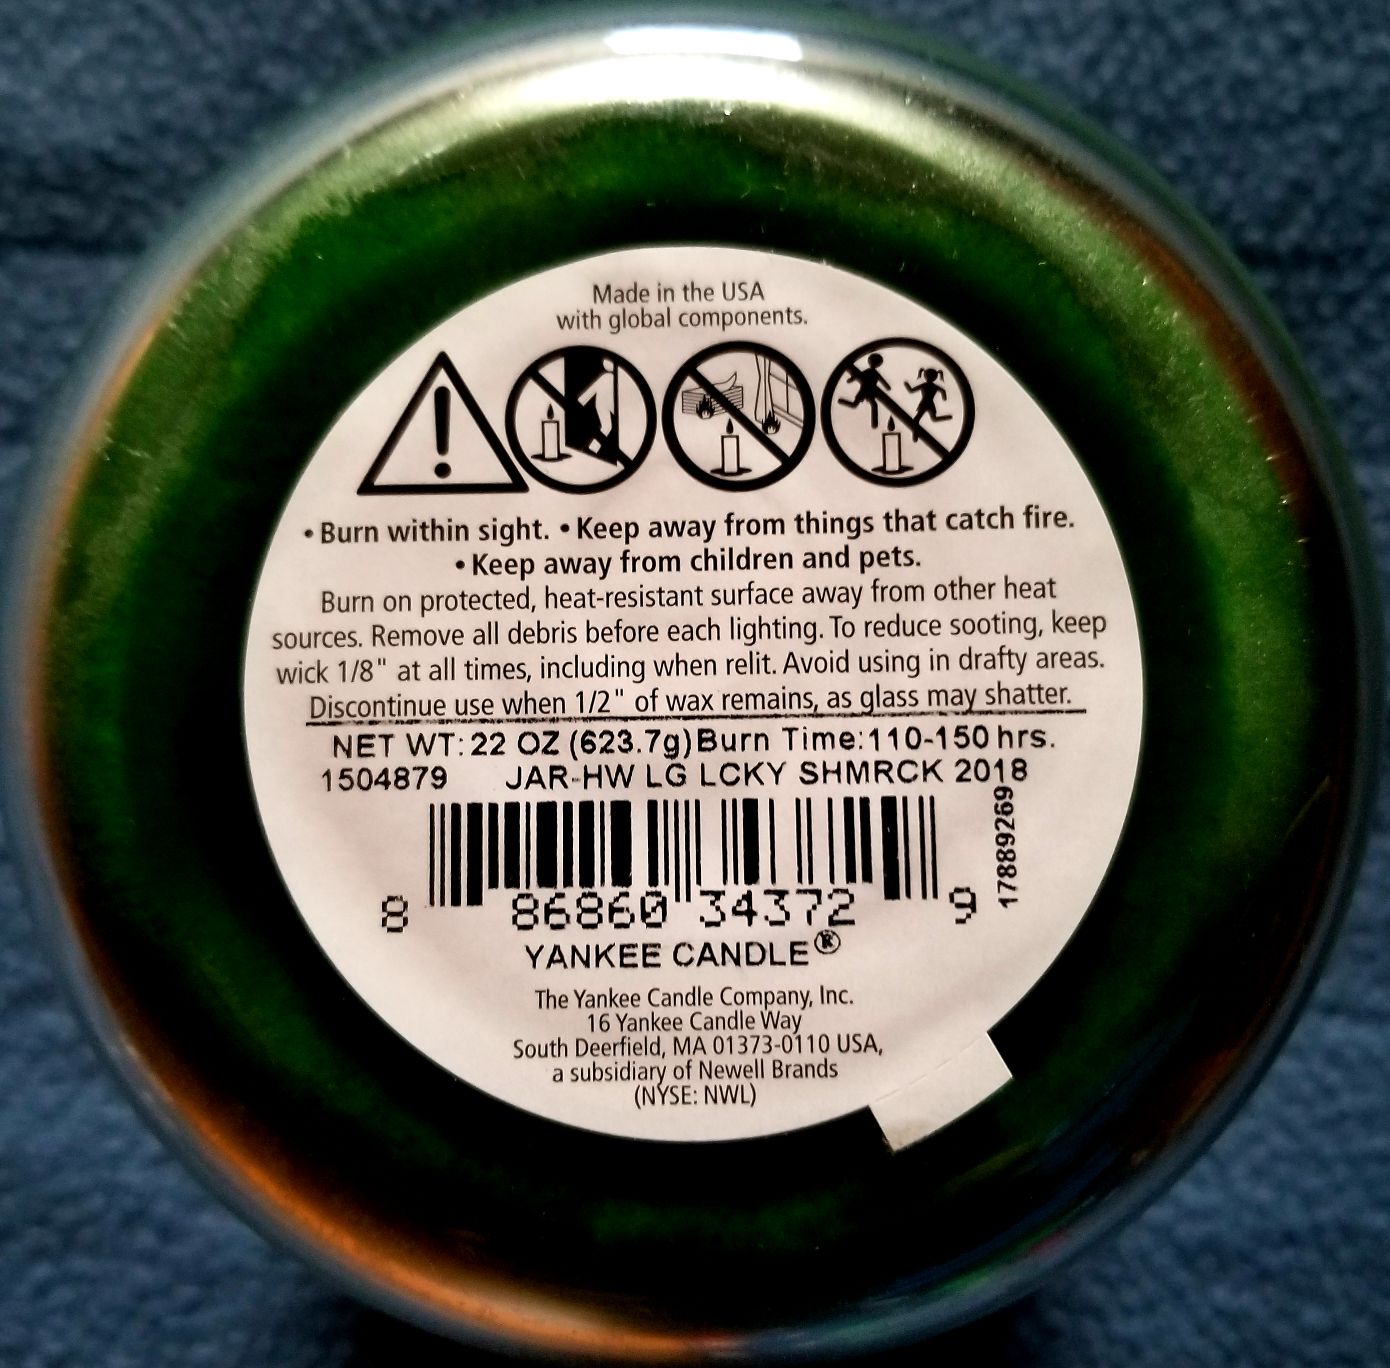 Made in the USA
with global components.
• Burn within sight. • Keep away from things that catch fire.
• Keep away from children and pets.
Burn on protected, heat-resistant surface away from other heat
sources. Remove all debris before each lighting. To reduce sooting, keep
wick 1/8" at all times, including when relit. Avoid using in drafty areas.
Discontinue use when 1/2" of wax remains, as glass may shatter.
NET WT: 22 OZ (623.7g) Burn Time: 110-150 hrs.
1504879 JAR-HW LG LCKY SHMRCK 2018
17889269
8 86860 34372 9
YANKEE CANDLE®
The Yankee Candle Company, Inc.
16 Yankee Candle Way
South Deerfield, MA 01373-0110 USA,
a subsidiary of Newell Brands
(NYSE: NWL)